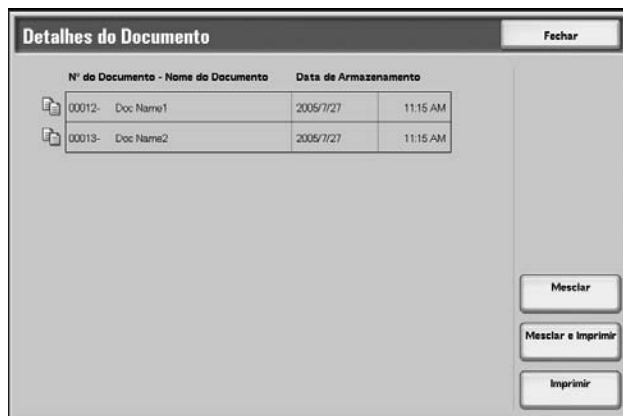 Detalhes do Documento
Fechar
N° do Documento - Nome do Documento Data de Armazenamento
00012- Doc Name1 2005/7/27 11:15 AM
00013- Doc Name2 2005/7/27 11:15 AM
Mesclar
Mesclar e Imprimir
Imprimir